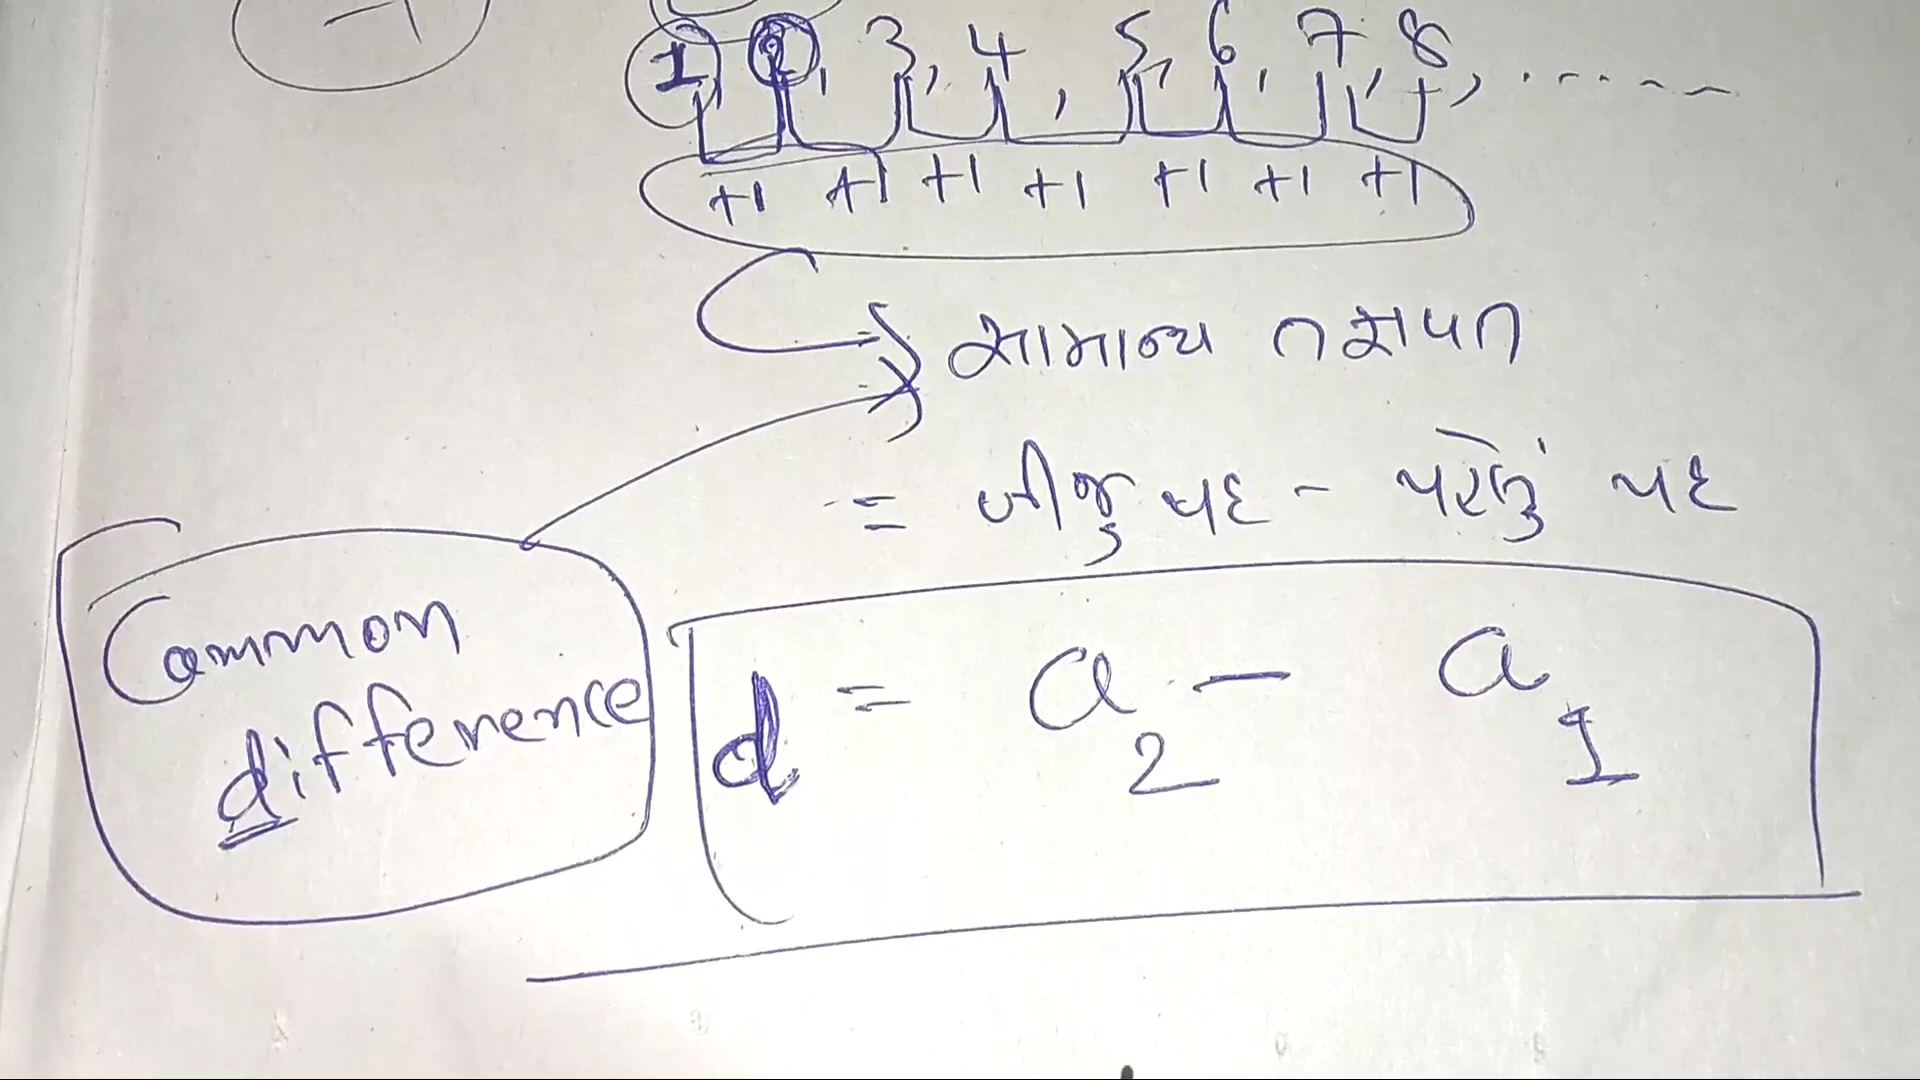 1, 2, 3, 4, 5, 6, 7, 8, ......
+1 +1 +1 +1 +1 +1 +1
સામાન્ય તફાવત
= બીજુ પદ - પહેલું પદ
Common
difference
d = a₂ - a₁